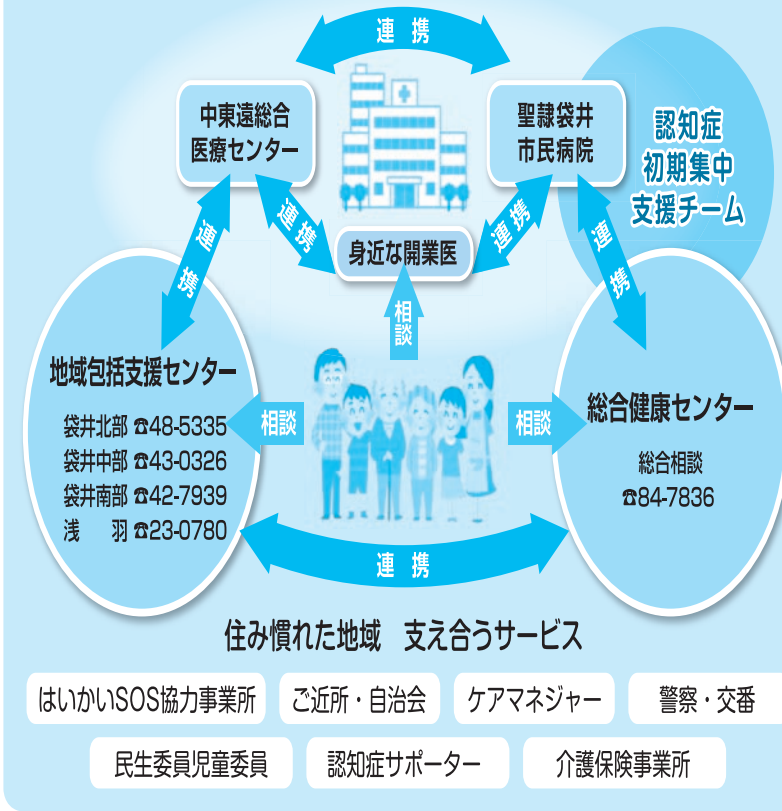 連携
中東遠総合
医療センター
聖隷袋井
市民病院
認知症
初期集中
支援チーム
連携
連携
連携
連携
身近な開業医
相談
地域包括支援センター
袋井北部 ☎48-5335
袋井中部 ☎43-0326
袋井南部 ☎42-7939
浅　羽 ☎23-0780
相談
相談
総合健康センター
総合相談
☎84-7836
連携
住み慣れた地域　支え合うサービス
はいかいSOS協力事業所
ご近所・自治会
ケアマネジャー
警察・交番
民生委員児童委員
認知症サポーター
介護保険事業所